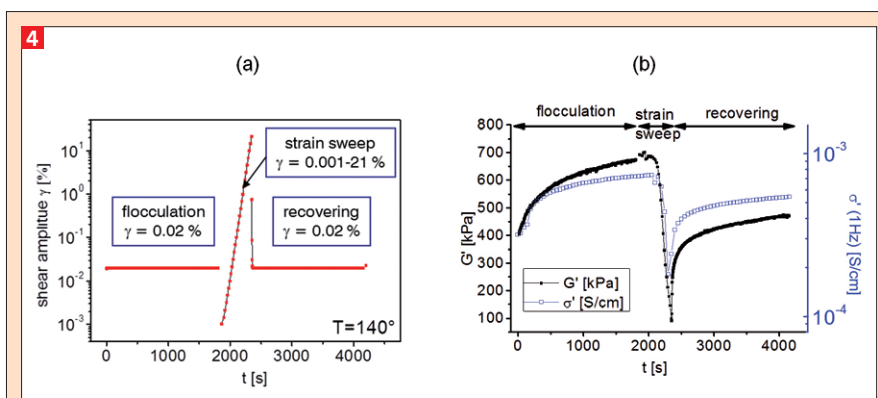 4
(a)
shear amplitue γ [%]
10¹
10⁰
10⁻¹
10⁻²
10⁻³
strain sweep
γ = 0.001-21 %
flocculation
γ = 0.02 %
recovering
γ = 0.02 %
T=140°
0 1000 2000 3000 4000
t [s]
(b)
flocculation strain sweep recovering
G' [kPa]
800
700
600
500
400
300
200
100
G' [kPa]
σ' [S/cm]
10⁻³
10⁻⁴
σ' (1Hz) [S/cm]
0 1000 2000 3000 4000
t [s]